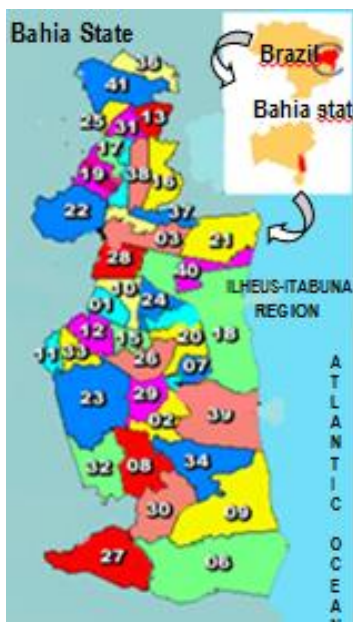 Bahia State
Brazil
Bahia stat
36
41
25
31
13
17
19
38
16
22
37
03
21
28
40
10
ILHEUS-ITABUNA
REGION
01
24
12
15
20
18
11
33
26
07
23
29
02
39
32
08
34
30
09
27
06
A
T
L
A
N
T
I
C
O
C
E
A
N